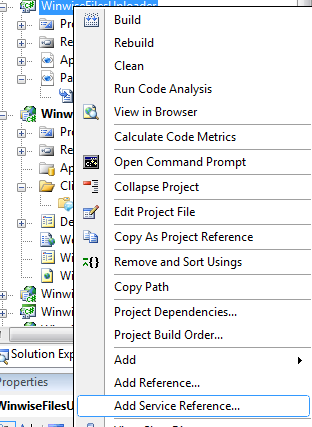 WinwiseFilesUploader
Build
Rebuild
Clean
Run Code Analysis
View in Browser
Calculate Code Metrics
Open Command Prompt
Collapse Project
Edit Project File
Copy As Project Reference
Remove and Sort Usings
Copy Path
Project Dependencies...
Project Build Order...
Add
Add Reference...
Add Service Reference...
Pro
Re
Ap
Pa
Winw
Pro
Re
Ap
Cli
De
We
Wi
Wi
Winwi
Winwi
Solution Exp
Properties
WinwiseFilesU